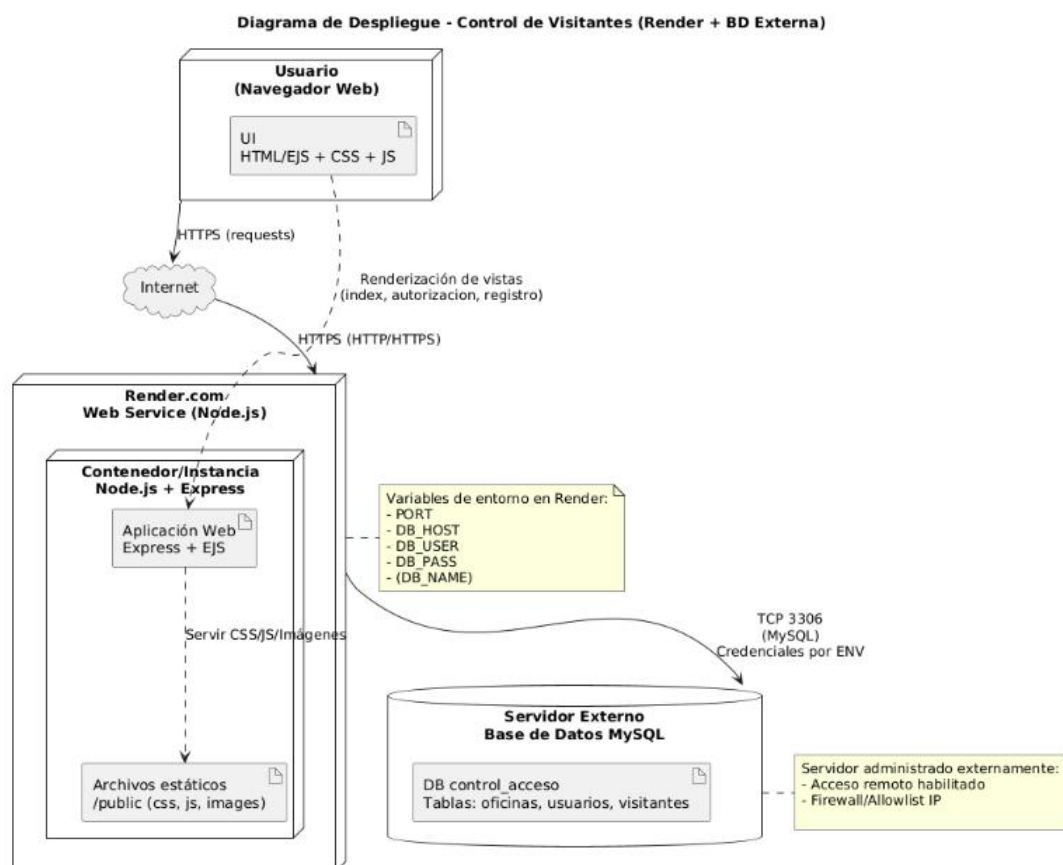 Diagrama de Despliegue - Control de Visitantes (Render + BD Externa)
Usuario
(Navegador Web)
UI
HTML/EJS + CSS + JS
HTTPS (requests)
Internet
Renderización de vistas
(index, autorizacion, registro)
HTTPS (HTTP/HTTPS)
Render.com
Web Service (Node.js)
Contenedor/Instancia
Node.js + Express
Aplicación Web
Express + EJS
Variables de entorno en Render:
- PORT
- DB_HOST
- DB_USER
- DB_PASS
- (DB_NAME)
Servir CSS/JS/Imágenes
TCP 3306
(MySQL)
Credenciales por ENV
Servidor Externo
Base de Datos MySQL
Archivos estáticos
/public (css, js, images)
DB control_acceso
Tablas: oficinas, usuarios, visitantes
Servidor administrado externamente:
- Acceso remoto habilitado
- Firewall/Allowlist IP